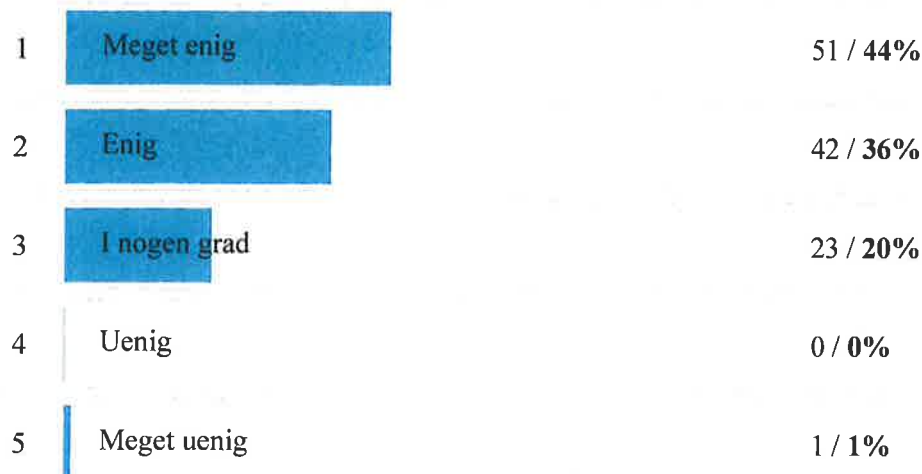 1 Meget enig 51 / 44%
2 Enig 42 / 36%
3 I nogen grad 23 / 20%
4 Uenig 0 / 0%
5 Meget uenig 1 / 1%